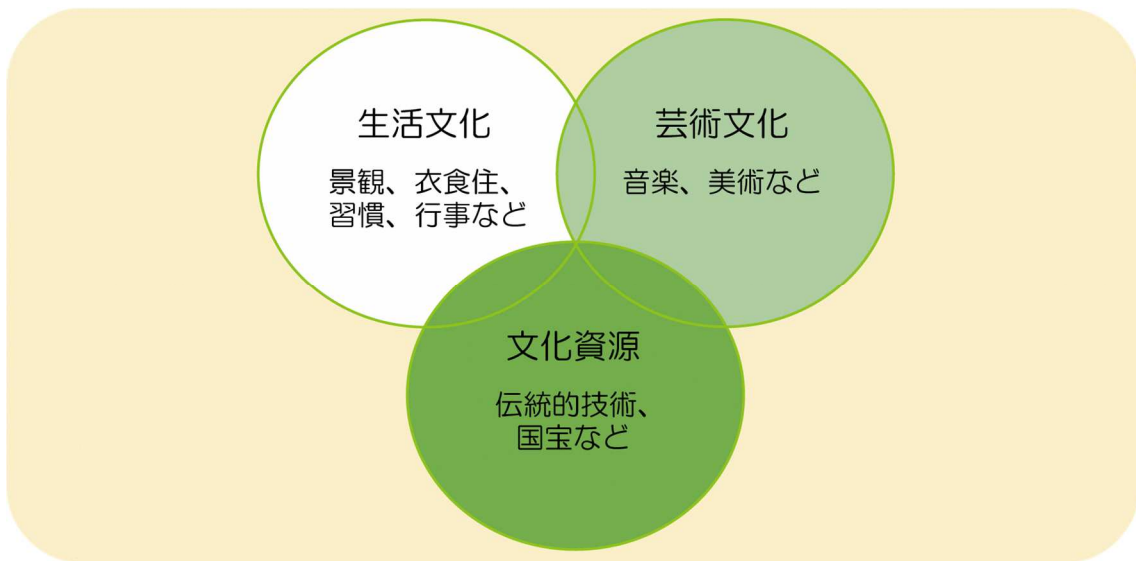 生活文化
景観、衣食住、
習慣、行事など
芸術文化
音楽、美術など
文化資源
伝統的技術、
国宝など